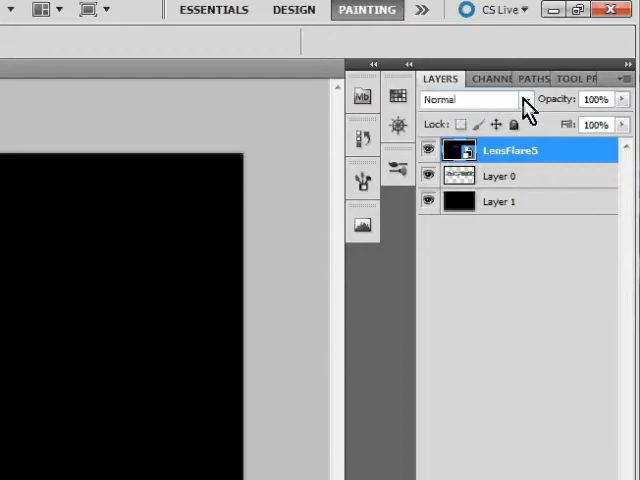 ESSENTIALS DESIGN PAINTING CS Live
LAYERS CHANNE PATHS TOOL PR
Normal Opacity: 100%
Lock: Fill: 100%
Mb
LensFlare5
Layer 0
Layer 1